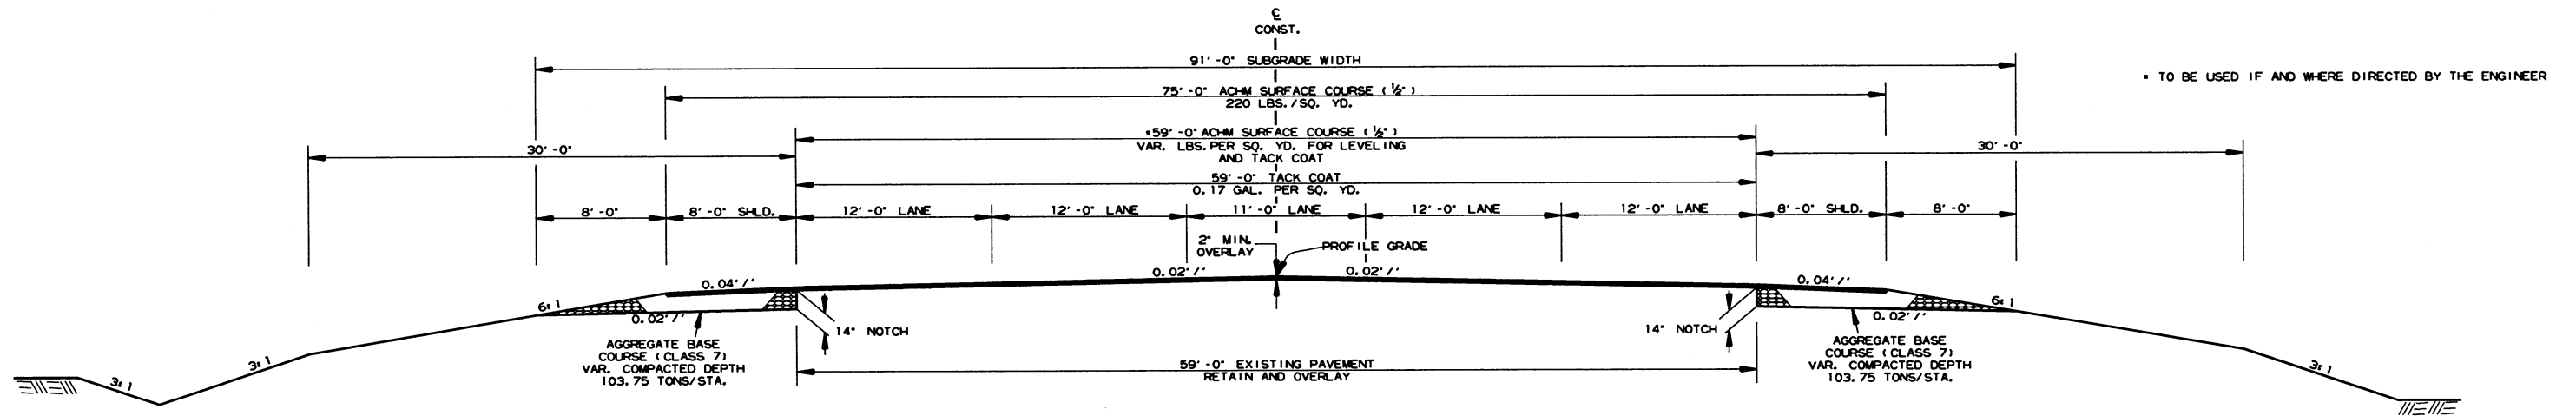 ℄
CONST.
91'-0" SUBGRADE WIDTH
* TO BE USED IF AND WHERE DIRECTED BY THE ENGINEER
75'-0" ACHM SURFACE COURSE (½")
220 LBS./SQ. YD.
*59'-0" ACHM SURFACE COURSE (½")
VAR. LBS. PER SQ. YD. FOR LEVELING
AND TACK COAT
30'-0"
30'-0"
59'-0" TACK COAT
0.17 GAL. PER SQ. YD.
8'-0"
8'-0" SHLD.
12'-0" LANE
12'-0" LANE
11'-0" LANE
12'-0" LANE
12'-0" LANE
8'-0" SHLD.
8'-0"
2" MIN.
OVERLAY
PROFILE GRADE
0.04'/'
0.02'/'
0.02'/'
0.04'/'
6:1
0.02'/'
14" NOTCH
14" NOTCH
0.02'/'
6:1
AGGREGATE BASE
COURSE (CLASS 7)
VAR. COMPACTED DEPTH
103.75 TONS/STA.
59'-0" EXISTING PAVEMENT
RETAIN AND OVERLAY
AGGREGATE BASE
COURSE (CLASS 7)
VAR. COMPACTED DEPTH
103.75 TONS/STA.
3:1
3:1
3:1